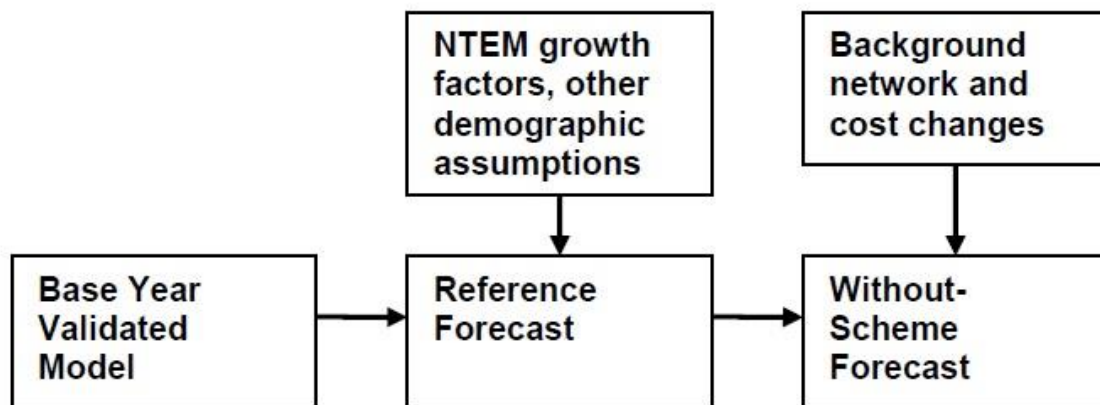 NTEM growth
factors, other
demographic
assumptions
Background
network and
cost changes
Base Year
Validated
Model
Reference
Forecast
Without-
Scheme
Forecast